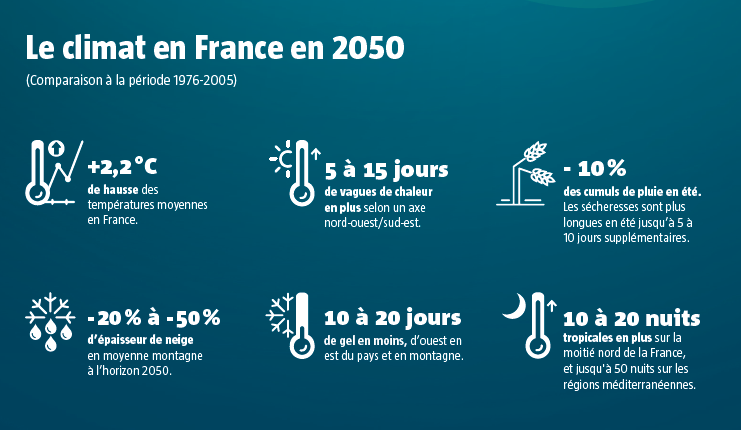 Le climat en France en 2050
(Comparaison à la période 1976-2005)
+2,2°C
de hausse des
températures moyennes
en France.
5 à 15 jours
de vagues de chaleur
en plus selon un axe
nord-ouest/sud-est.
- 10%
des cumuls de pluie en été.
Les sécheresses sont plus
longues en été jusqu'à 5 à
10 jours supplémentaires.
-20% à -50%
d'épaisseur de neige
en moyenne montagne
à l'horizon 2050.
10 à 20 jours
de gel en moins, d'ouest en
est du pays et en montagne.
10 à 20 nuits
tropicales en plus sur la
moitié nord de la France,
et jusqu'à 50 nuits sur les
régions méditerranéennes.